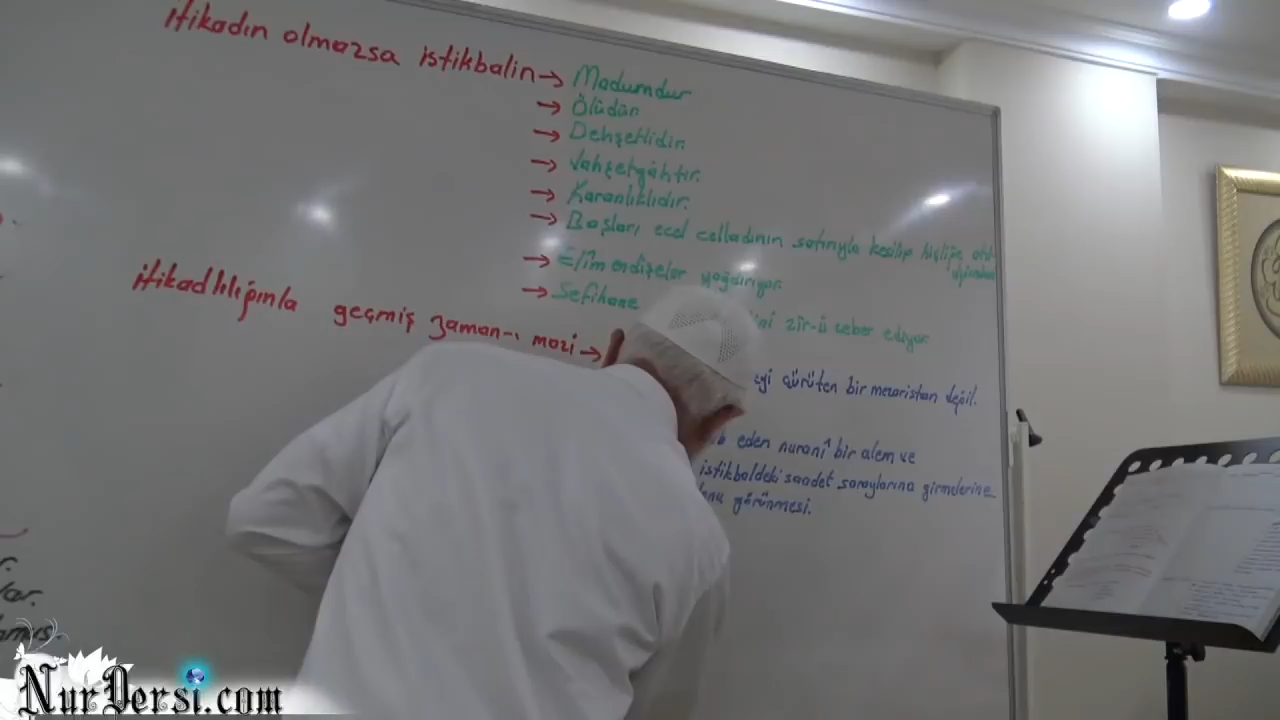 itikadın olmazsa istikbalin → Madumdur
→ Ölüdür
→ Dehşetlidir.
→ Vahşetgâhtır.
→ Karanlıklıdır.
→ Başları ecel celladının satırıyla kesilip hiçliğe
→ Elîm endişeler yağdırıyor.
→ Sefihane zîr-ü zeber ediyor
itikadlılığınla geçmiş zaman-ı mazi →
çürüten bir mezaristan değil.
eden nuranî bir alem ve
istikbaldeki saadet saraylarına girmelerine
görünmesi.
NurDersi.com